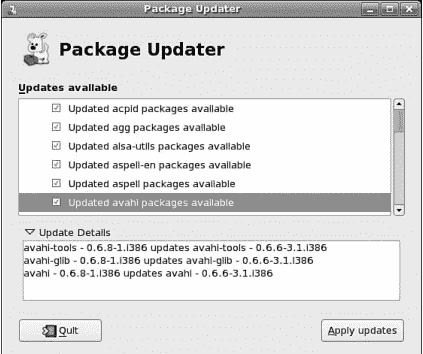 Package Updater
Package Updater
Updates available
Updated acpid packages available
Updated agg packages available
Updated alsa-utils packages available
Updated aspell-en packages available
Updated aspell packages available
Updated avahi packages available
Update Details
avahi-tools - 0.6.8-1.i386 updates avahi-tools - 0.6.6-3.1.i386
avahi-glib - 0.6.8-1.i386 updates avahi-glib - 0.6.6-3.1.i386
avahi - 0.6.8-1.i386 updates avahi - 0.6.6-3.1.i386
Quit
Apply updates